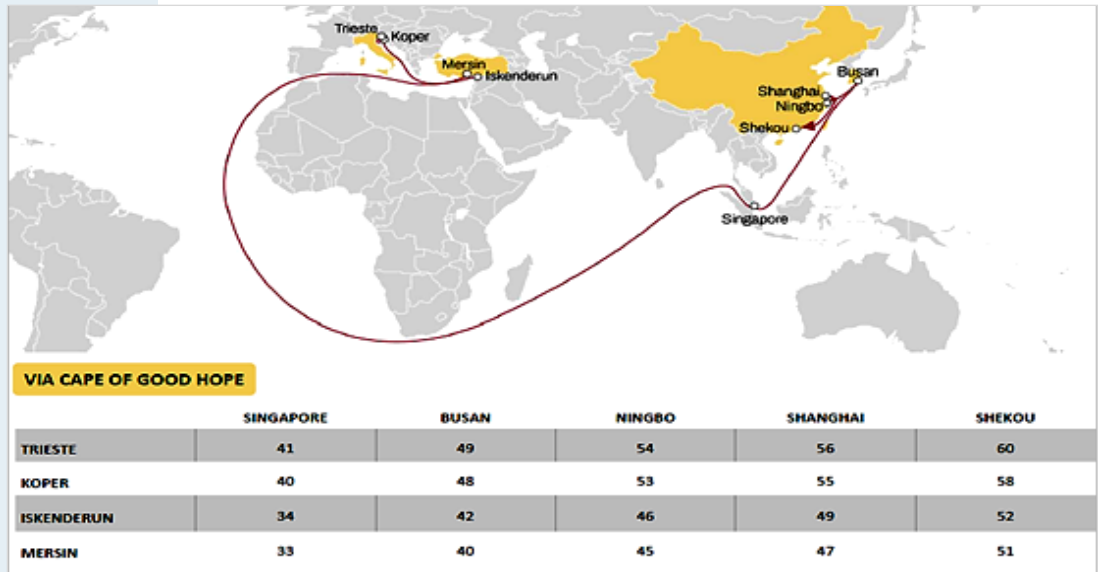 Trieste
Koper
Mersin
Iskenderun
Busan
Shanghai
Ningbo
Shekou
Singapore
VIA CAPE OF GOOD HOPE
SINGAPORE BUSAN NINGBO SHANGHAI SHEKOU
TRIESTE 41 49 54 56 60
KOPER 40 48 53 55 58
ISKENDERUN 34 42 46 49 52
MERSIN 33 40 45 47 51